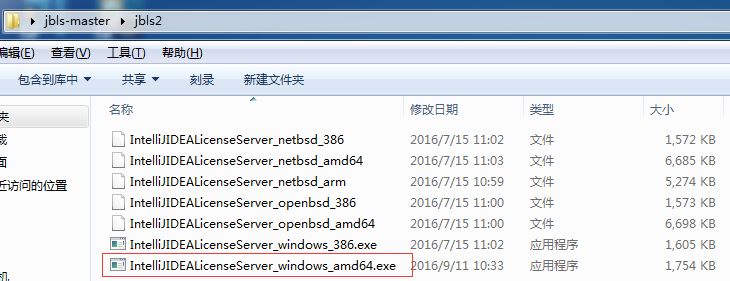 jbls-master ▸ jbls2
编辑(E) 查看(V) 工具(T) 帮助(H)
包含到库中 共享 刻录 新建文件夹
名称 修改日期 类型 大小
IntelliJIDEALicenseServer_netbsd_386 2016/7/15 11:02 文件 1,572 KB
IntelliJIDEALicenseServer_netbsd_amd64 2016/7/15 11:03 文件 6,685 KB
IntelliJIDEALicenseServer_netbsd_arm 2016/7/15 10:59 文件 5,274 KB
IntelliJIDEALicenseServer_openbsd_386 2016/7/15 11:00 文件 1,573 KB
IntelliJIDEALicenseServer_openbsd_amd64 2016/7/15 11:00 文件 6,698 KB
IntelliJIDEALicenseServer_windows_386.exe 2016/7/15 11:02 应用程序 1,605 KB
IntelliJIDEALicenseServer_windows_amd64.exe 2016/9/11 10:33 应用程序 1,754 KB
夹
载
面
近访问的位置
机